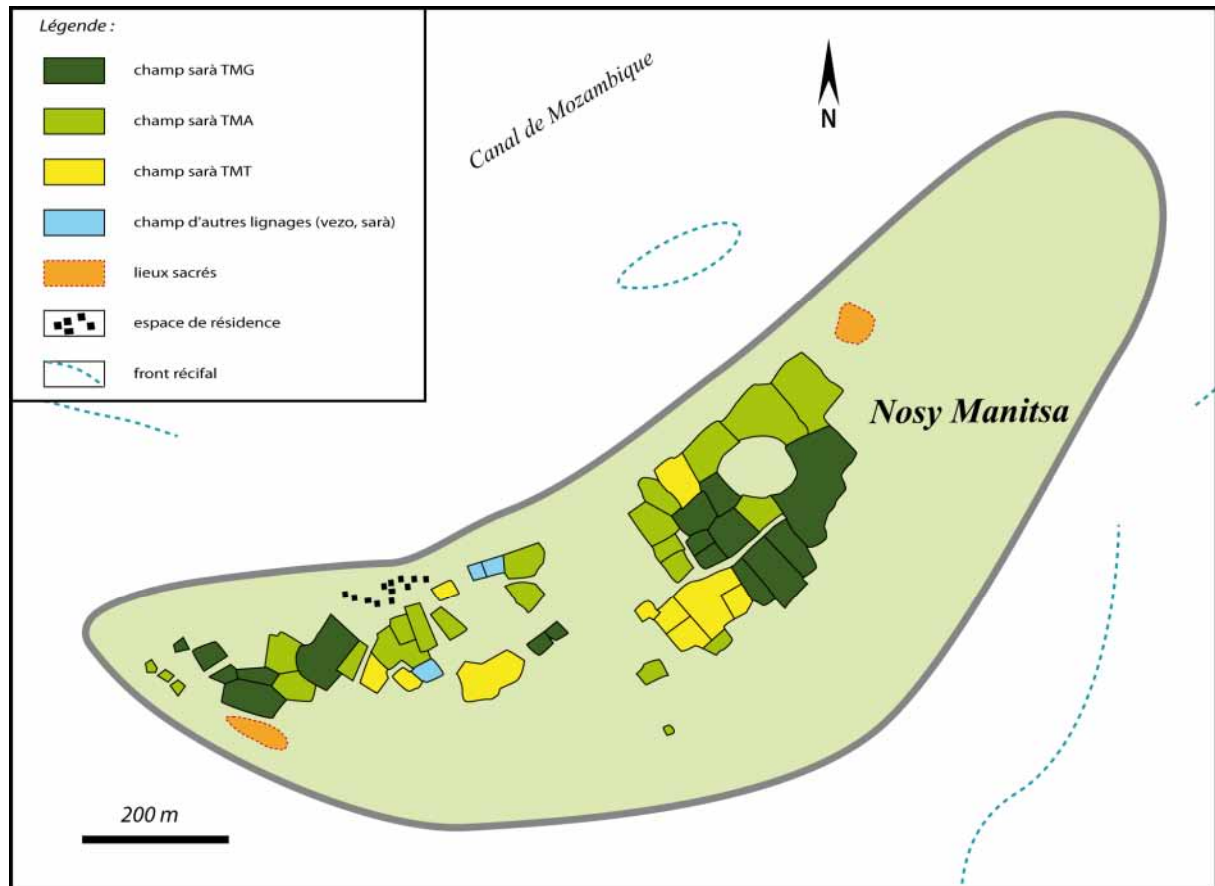 Légende :
champ sarà TMG
champ sarà TMA
champ sarà TMT
champ d'autres lignages (vezo, sarà)
lieux sacrés
espace de résidence
front récifal
Canal de Mozambique
N
Nosy Manitsa
200 m